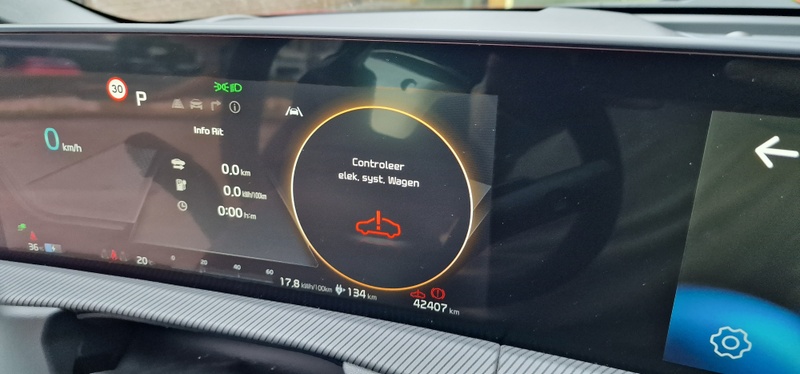 30
P
0 km/h
Info Rit
0.0 km
0.0 kWh/100km
0:00 h:m
Controleer
elek. syst. Wagen
36
20°c
0 20 40 60
17.8 kWh/100km
134 km
42407 km